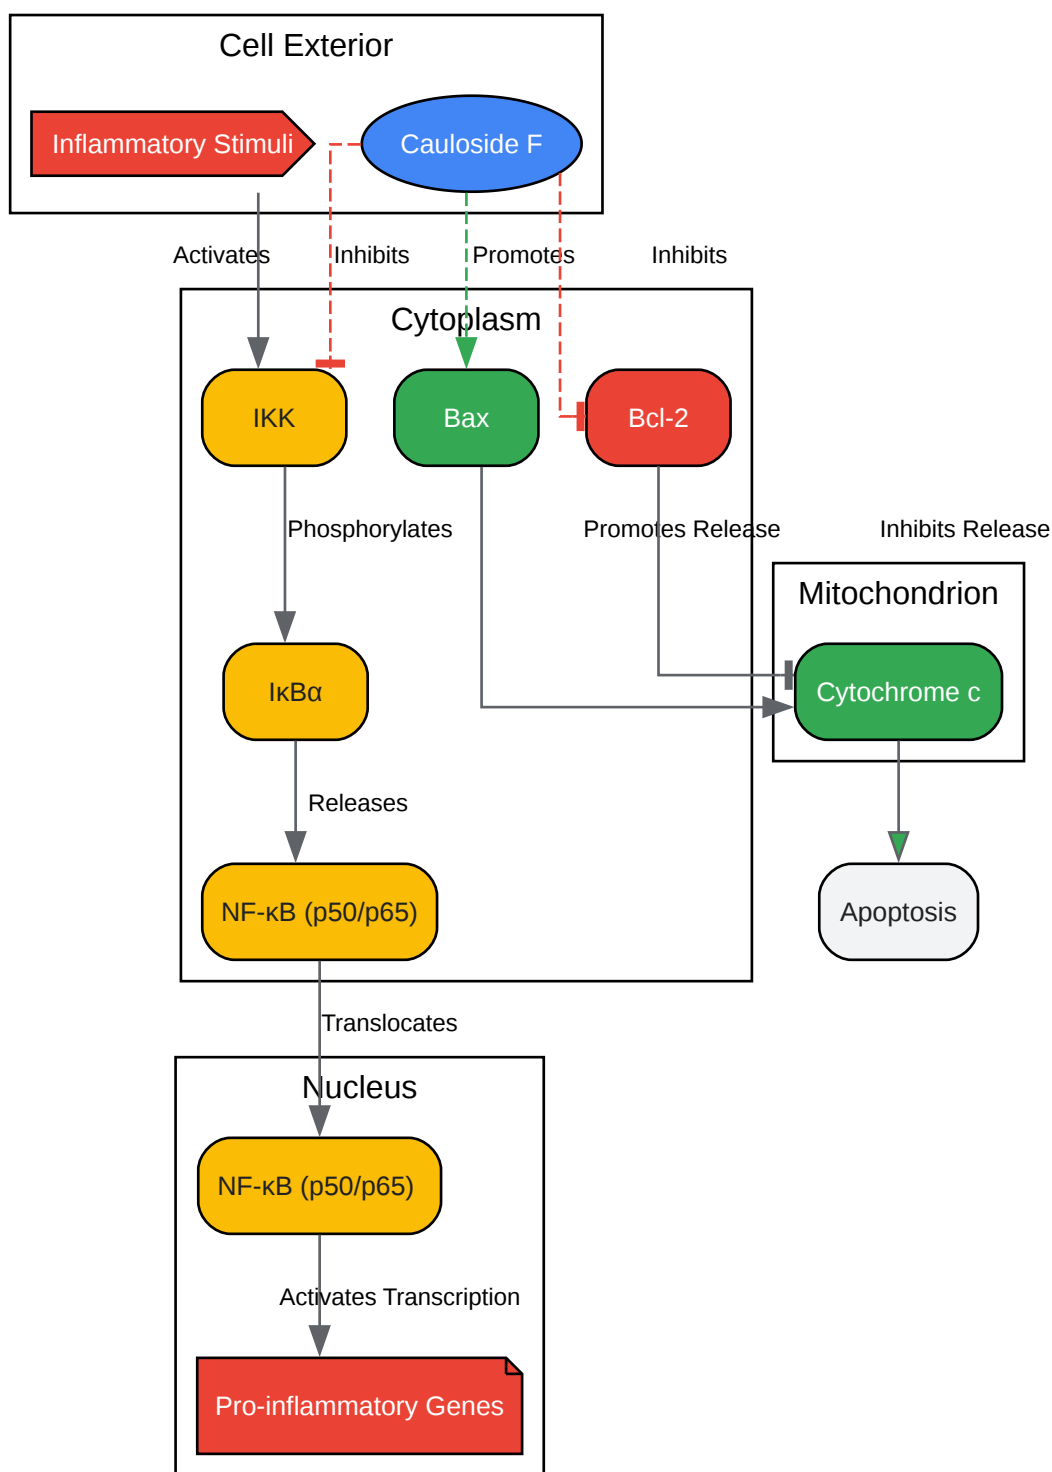 Cell Exterior
Inflammatory Stimuli
Cauloside F
Activates
Inhibits
Promotes
Inhibits
Cytoplasm
IKK
Bax
Bcl-2
Phosphorylates
Promotes Release
Inhibits Release
Mitochondrion
IκBα
Cytochrome c
Releases
NF-κB (p50/p65)
Apoptosis
Translocates
Nucleus
NF-κB (p50/p65)
Activates Transcription
Pro-inflammatory Genes